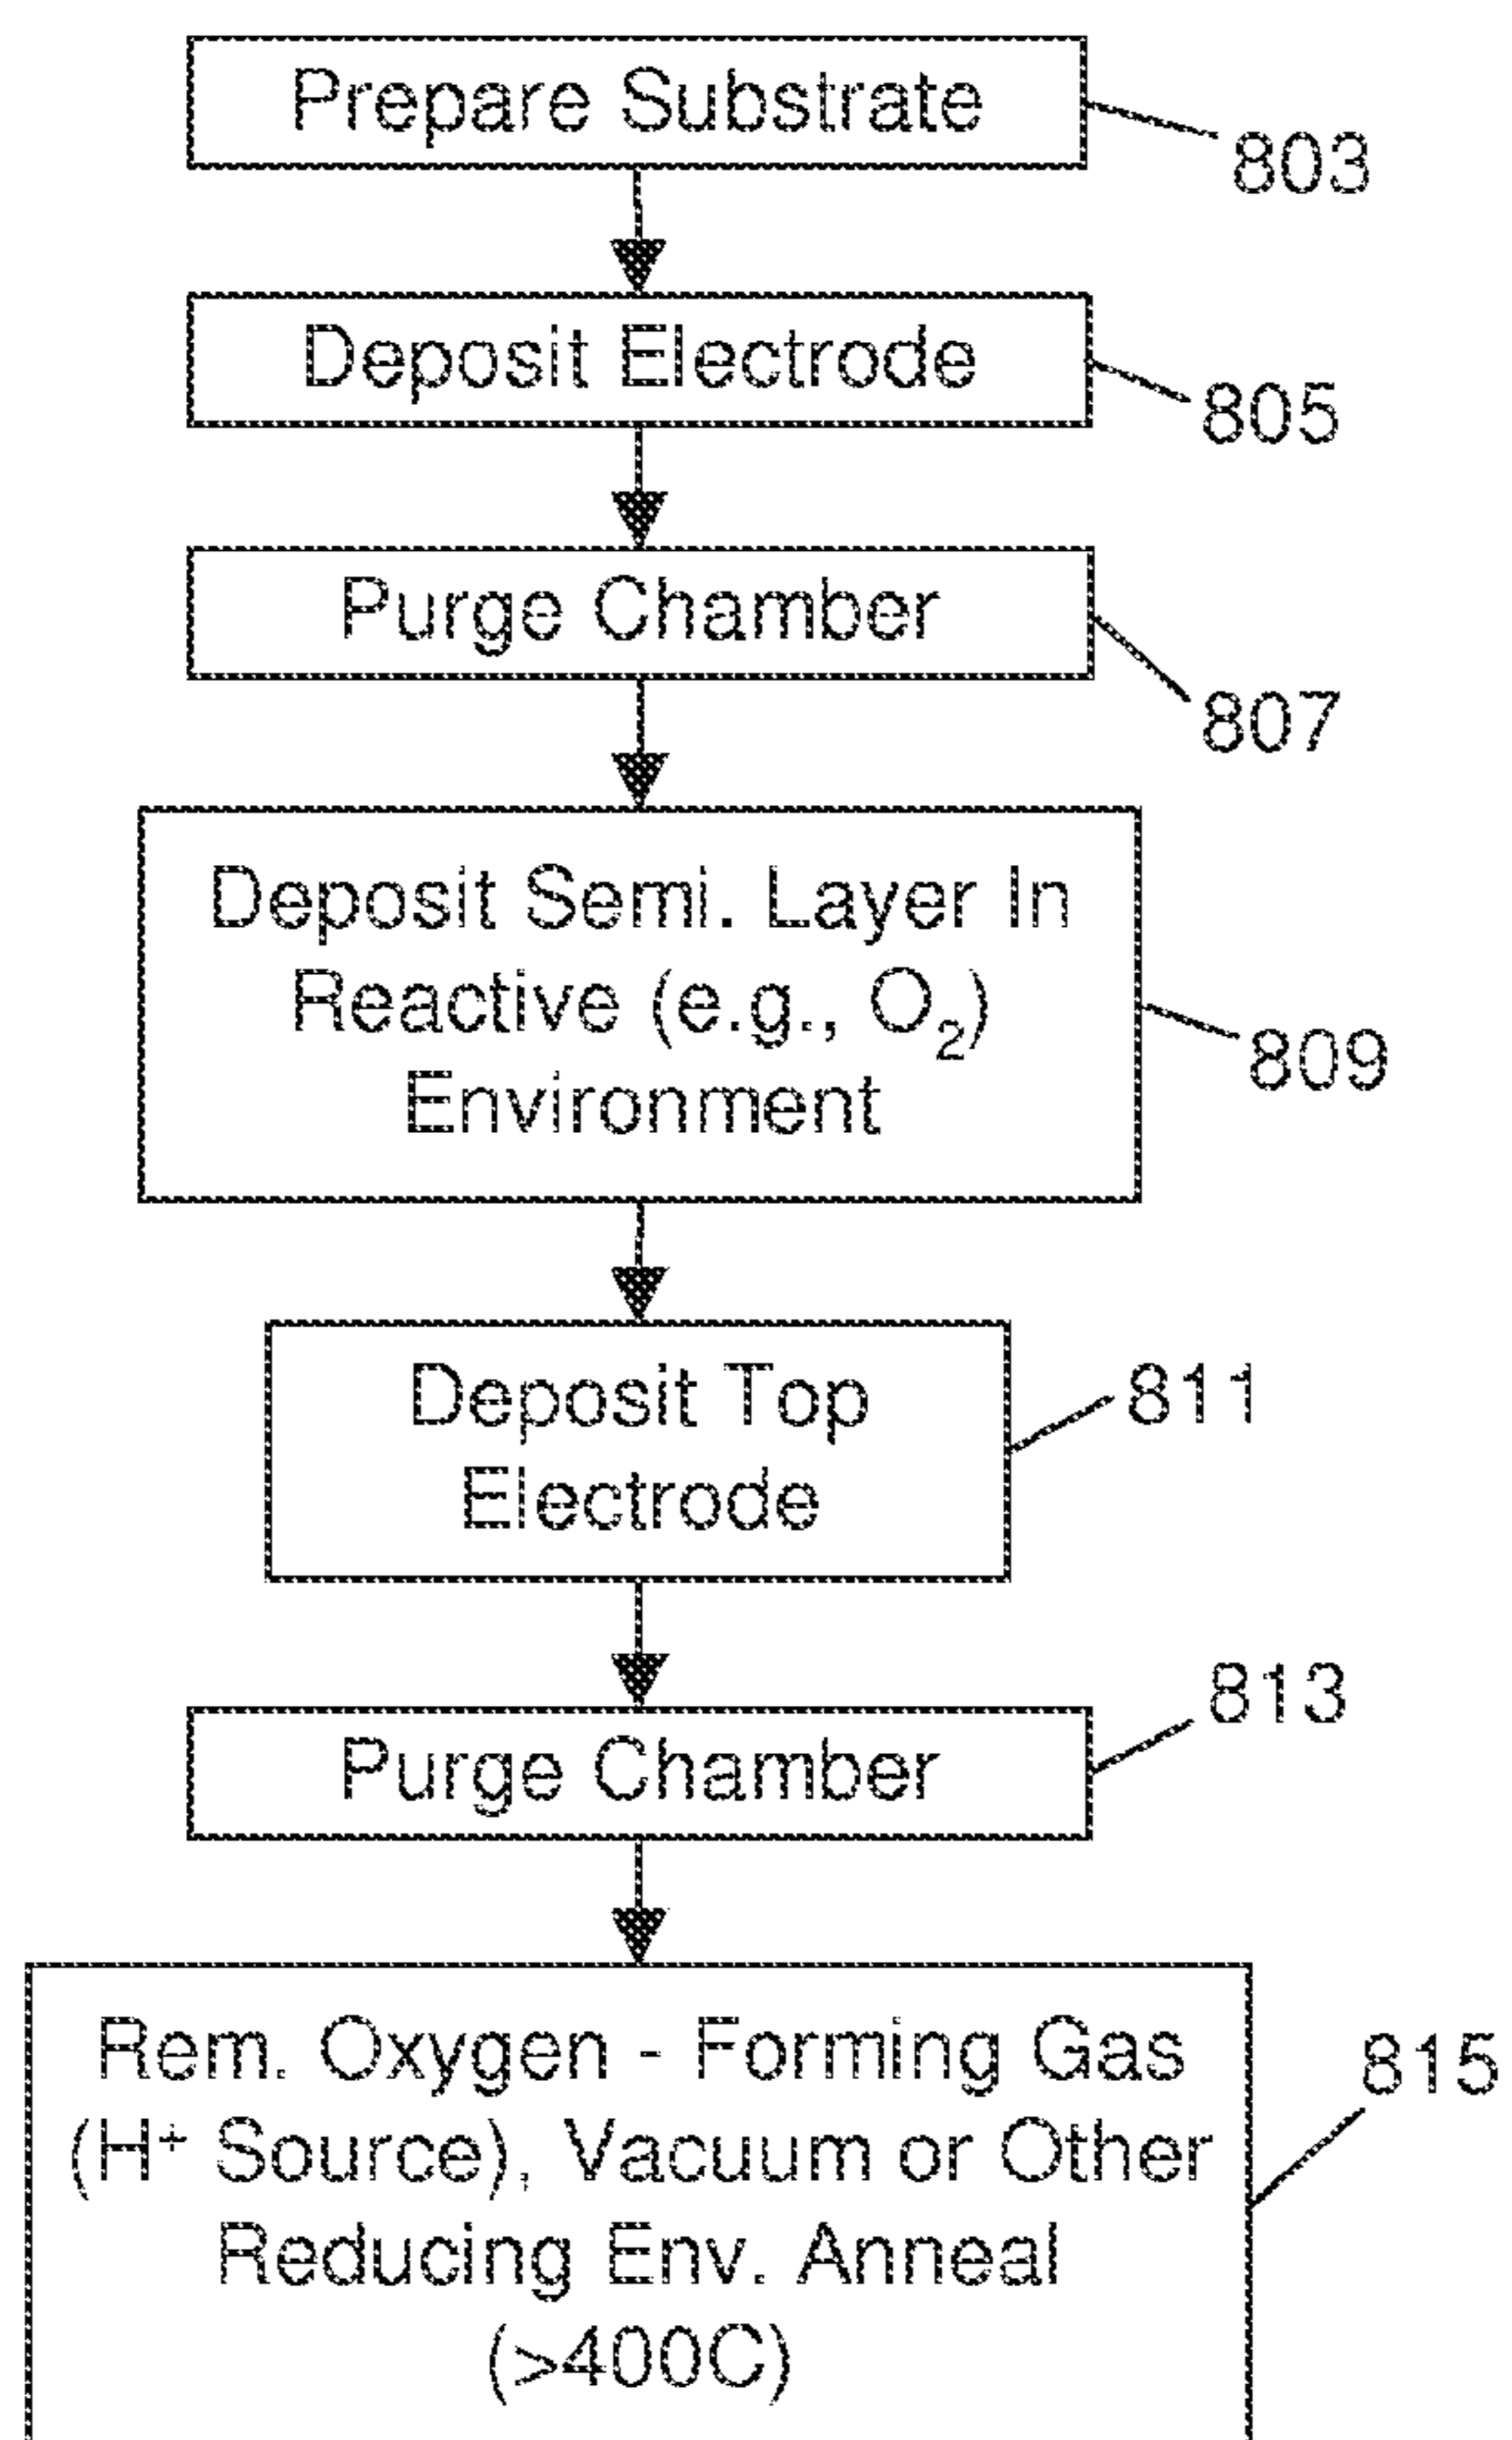 Prepare Substrate
803
Deposit Electrode
805
Purge Chamber
807
Deposit Semi. Layer In
Reactive (e.g., O₂)
Environment
809
Deposit Top
Electrode
811
Purge Chamber
813
Rem. Oxygen - Forming Gas
(H⁺ Source), Vacuum or Other
Reducing Env. Anneal
(>400C)
815